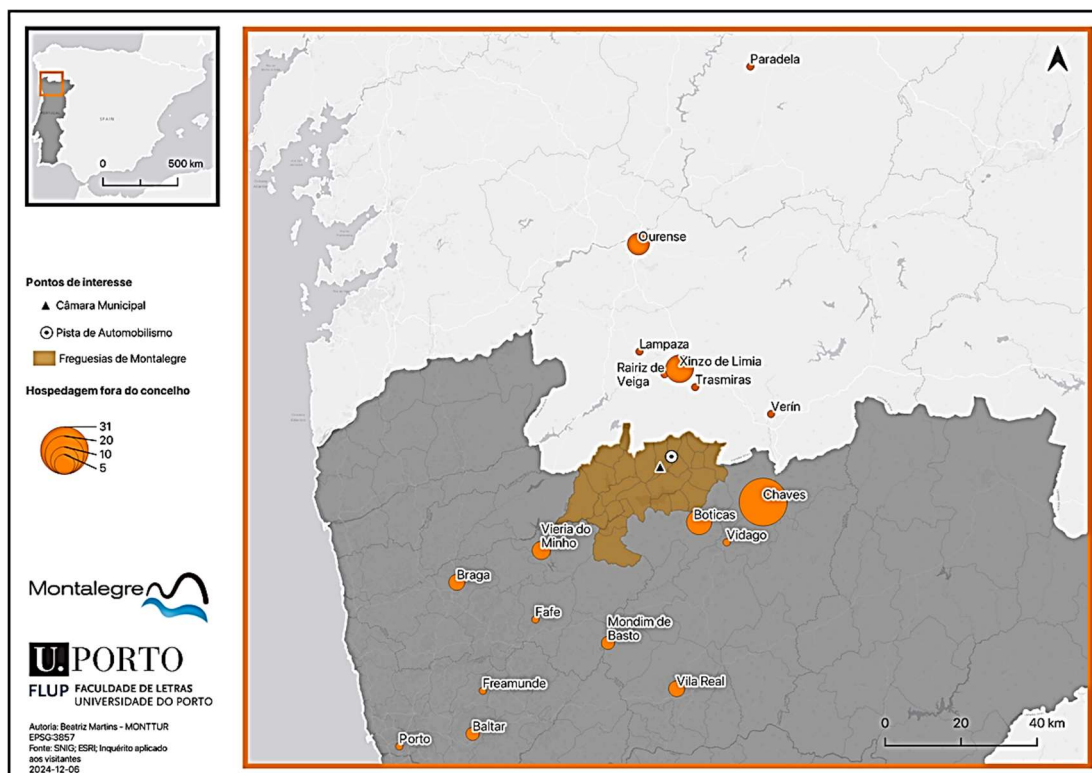 ESPAÑA
0 500 km
Pontos de interesse
Câmara Municipal
Pista de Automobilismo
Freguesias de Montalegre
Hospedagem fora do concelho
31
20
10
5
Montalegre
U.PORTO
FLUP FACULDADE DE LETRAS
UNIVERSIDADE DO PORTO
Autoria: Beatriz Martins - MONTTUR
EPSG:3857
Fonte: SNIG; ESRI; Inquérito aplicado
aos visitantes
2024-12-06
Paradela
Ourense
Lampaza
Xinzo de Limia
Rairiz de
Veiga
Trasmiras
Verín
Chaves
Boticas
Vidago
Vieria do
Minho
Braga
Fafe
Mondim de
Basto
Freamunde
Vila Real
Baltar
Porto
0 20 40 km